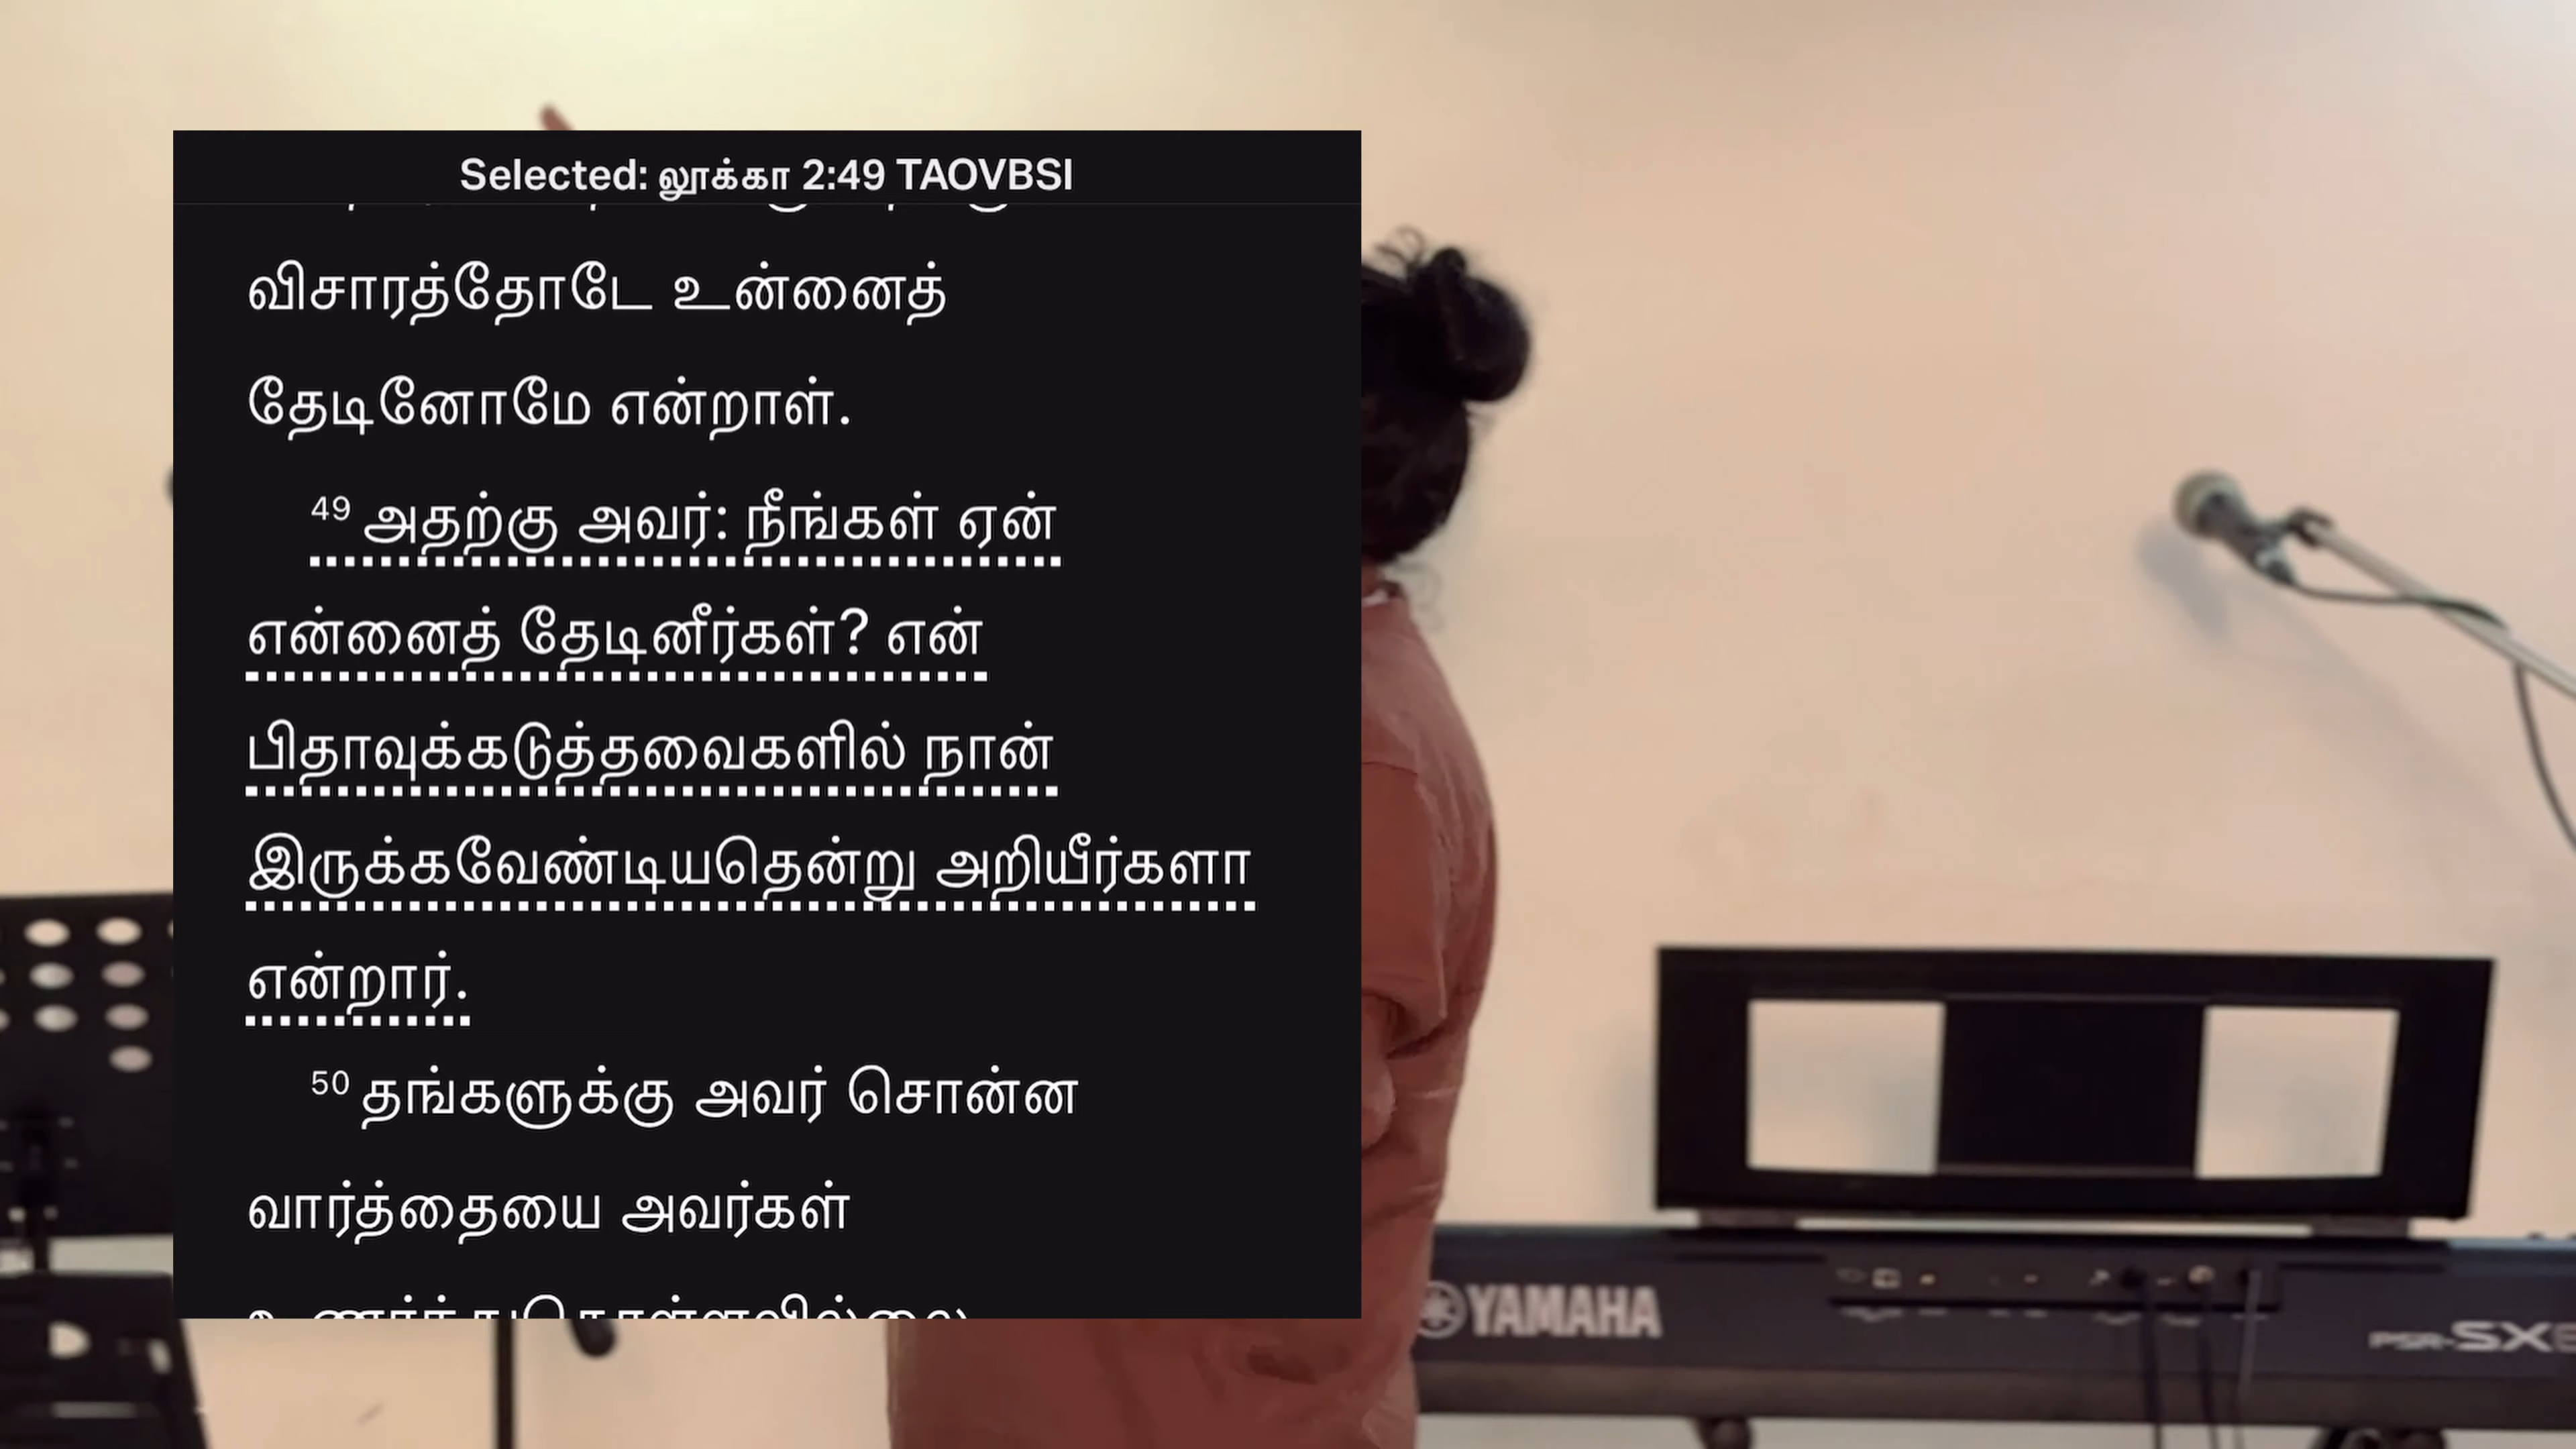 Selected: லூக்கா 2:49 TAOVBSI
விசாரத்தோடே உன்னைத்
தேடினோமே என்றாள்.
49 அதற்கு அவர்: நீங்கள் ஏன்
என்னைத் தேடினீர்கள்? என்
பிதாவுக்கடுத்தவைகளில் நான்
இருக்கவேண்டியதென்று அறியீர்களா
என்றார்.
50 தங்களுக்கு அவர் சொன்ன
வார்த்தையை அவர்கள்
YAMAHA